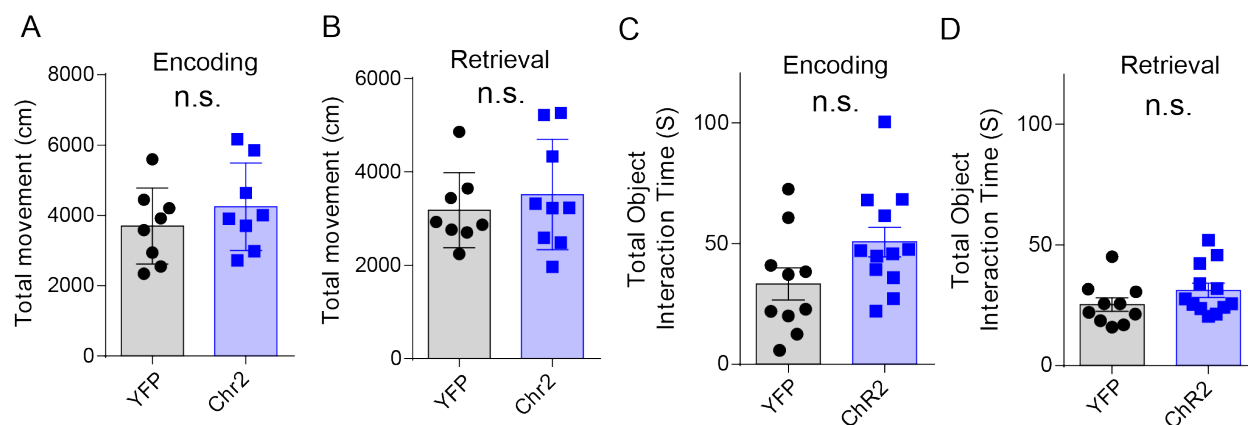 A
Encoding
n.s.
Total movement (cm)
8000
6000
4000
2000
0
YFP
Chr2
B
Retrieval
n.s.
Total movement (cm)
6000
4000
2000
0
YFP
Chr2
C
Encoding
n.s.
Total Object
Interaction Time (S)
100
50
0
YFP
ChR2
D
Retrieval
n.s.
Total Object
Interaction Time (S)
100
50
0
YFP
ChR2